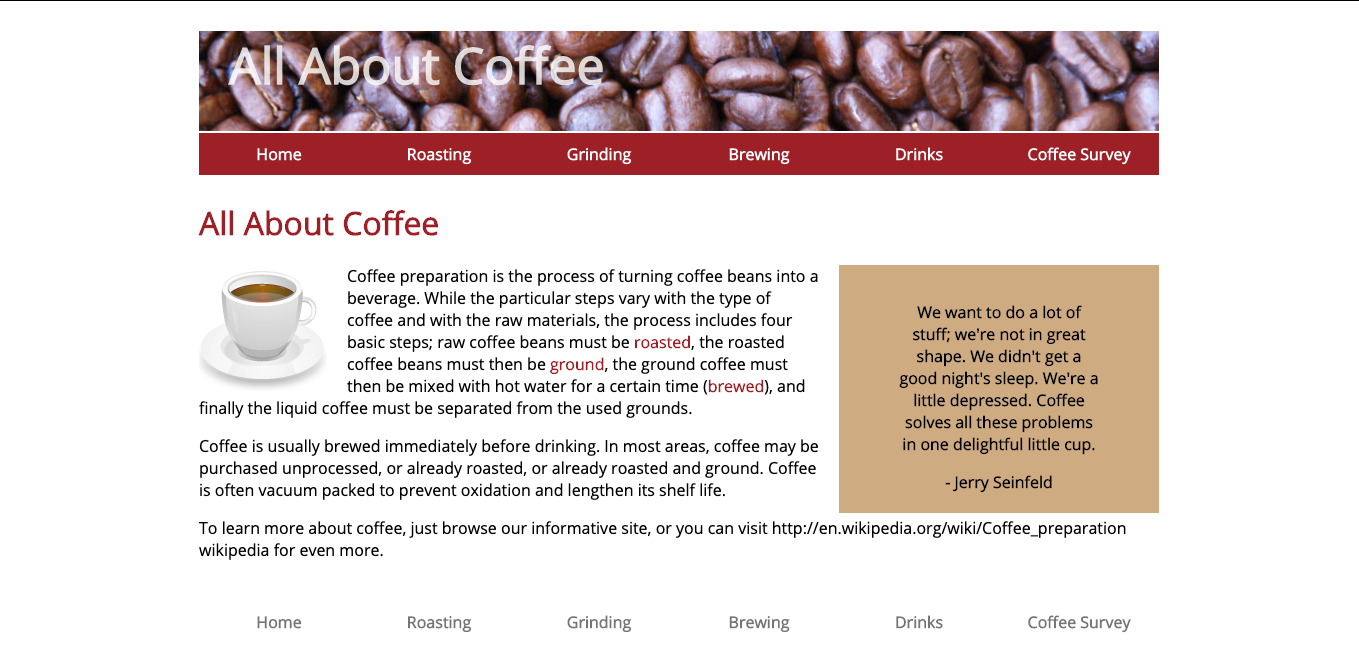 All About Coffee
Home Roasting Grinding Brewing Drinks Coffee Survey
All About Coffee
Coffee preparation is the process of turning coffee beans into a
beverage. While the particular steps vary with the type of
coffee and with the raw materials, the process includes four
basic steps; raw coffee beans must be roasted, the roasted
coffee beans must then be ground, the ground coffee must
then be mixed with hot water for a certain time (brewed), and
finally the liquid coffee must be separated from the used grounds.
Coffee is usually brewed immediately before drinking. In most areas, coffee may be
purchased unprocessed, or already roasted, or already roasted and ground. Coffee
is often vacuum packed to prevent oxidation and lengthen its shelf life.
We want to do a lot of
stuff; we're not in great
shape. We didn't get a
good night's sleep. We're a
little depressed. Coffee
solves all these problems
in one delightful little cup.
- Jerry Seinfeld
To learn more about coffee, just browse our informative site, or you can visit http://en.wikipedia.org/wiki/Coffee_preparation
wikipedia for even more.
Home Roasting Grinding Brewing Drinks Coffee Survey